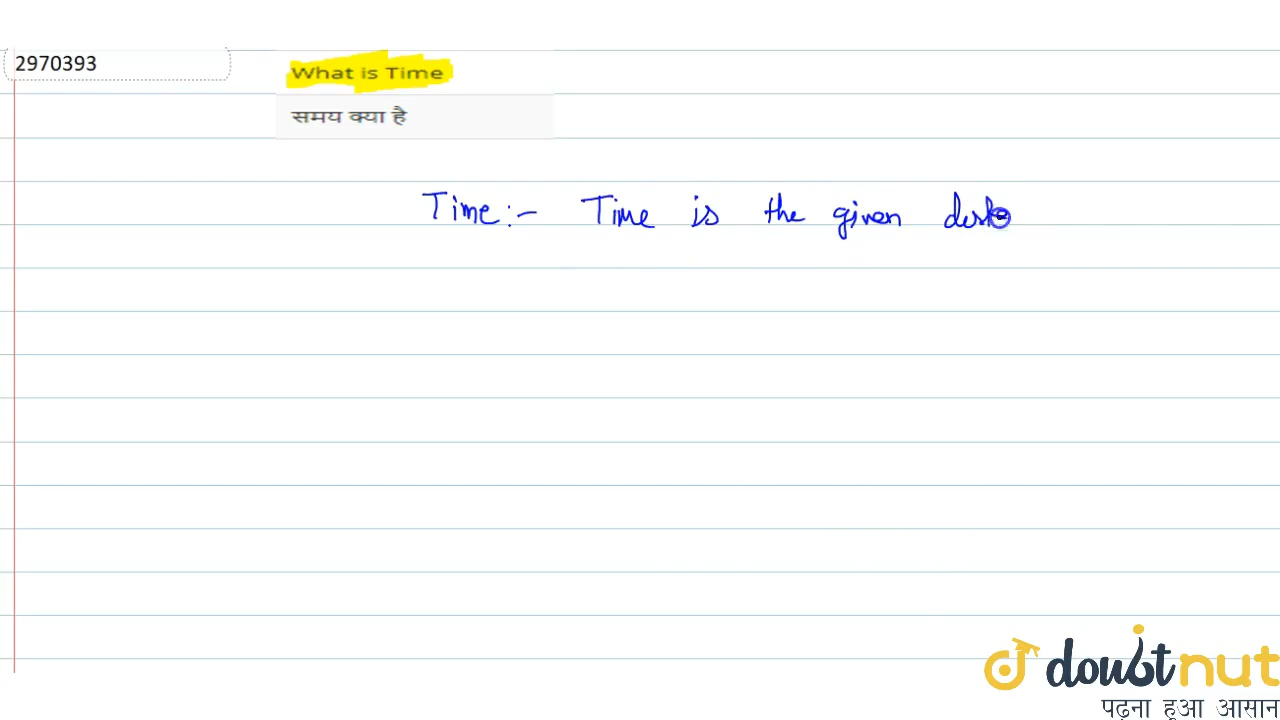 2970393
What is Time
समय क्या है
Time:- Time is the given
doubtnut
पढ़ना हुआ आसान